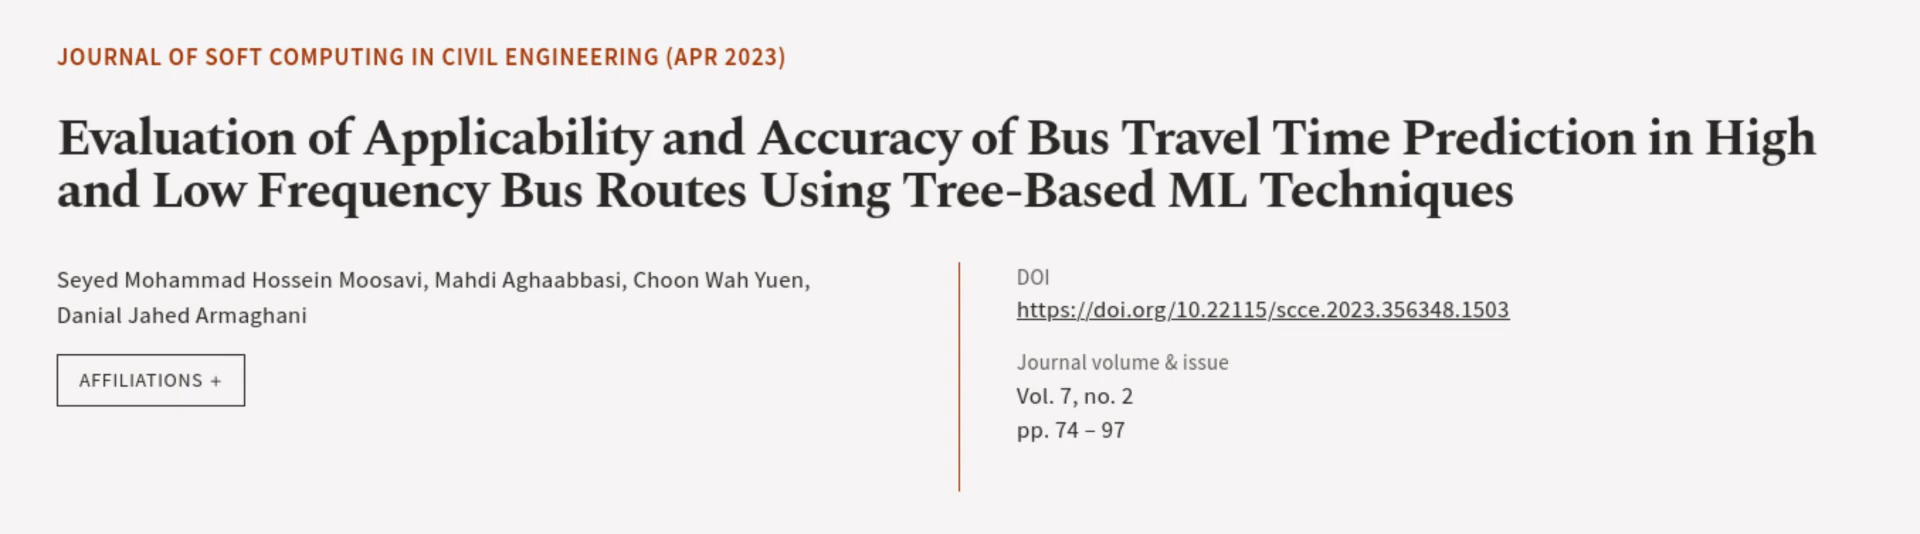 JOURNAL OF SOFT COMPUTING IN CIVIL ENGINEERING (APR 2023)
Evaluation of Applicability and Accuracy of Bus Travel Time Prediction in High
and Low Frequency Bus Routes Using Tree-Based ML Techniques
Seyed Mohammad Hossein Moosavi, Mahdi Aghaabbasi, Choon Wah Yuen,
Danial Jahed Armaghani
AFFILIATIONS +
DOI
https://doi.org/10.22115/scce.2023.356348.1503
Journal volume & issue
Vol. 7, no. 2
pp. 74 – 97